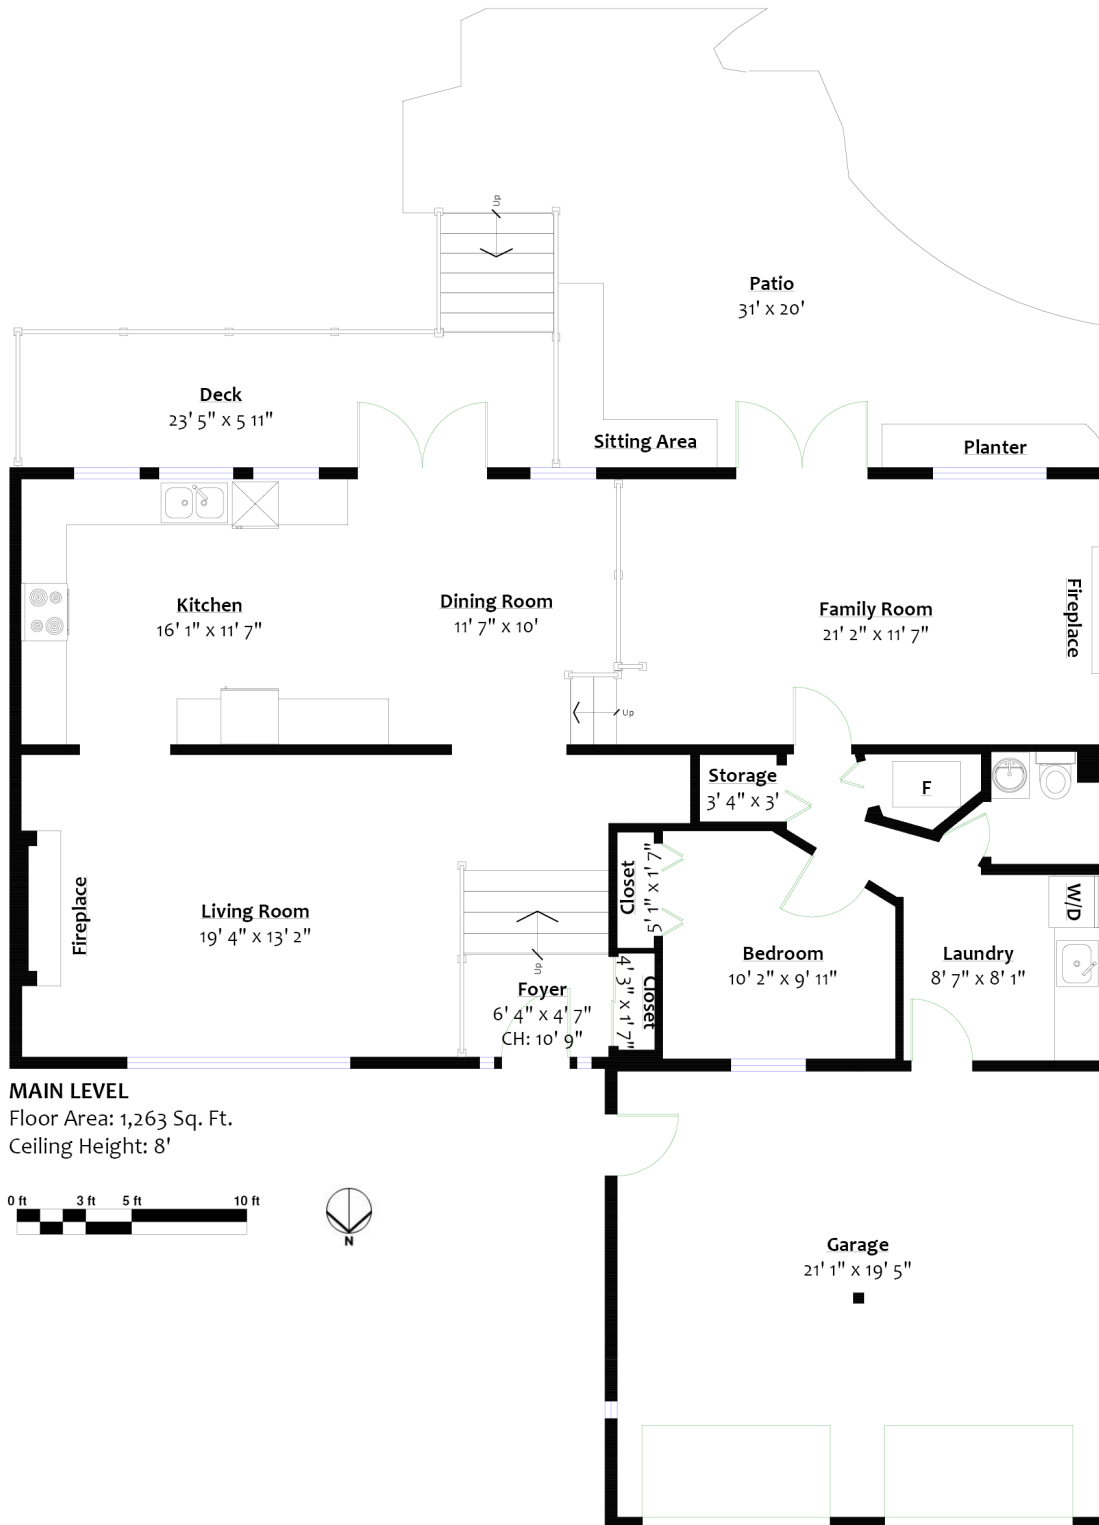 Up
Patio
31' x 20'
Deck
23' 5" x 5 11"
Sitting Area
Planter
Kitchen
16' 1" x 11' 7"
Dining Room
11' 7" x 10'
Family Room
21' 2" x 11' 7"
Fireplace
Up
Storage
3' 4" x 3'
F
Fireplace
Living Room
19' 4" x 13' 2"
Closet
5' 1" x 1' 7"
W/D
Bedroom
10' 2" x 9' 11"
Laundry
8' 7" x 8' 1"
Up
Foyer
6' 4" x 4' 7"
CH: 10' 9"
Closet
4' 3" x 1' 7"
MAIN LEVEL
Floor Area: 1,263 Sq. Ft.
Ceiling Height: 8'
0 ft 3 ft 5 ft 10 ft
N
Garage
21' 1" x 19' 5"